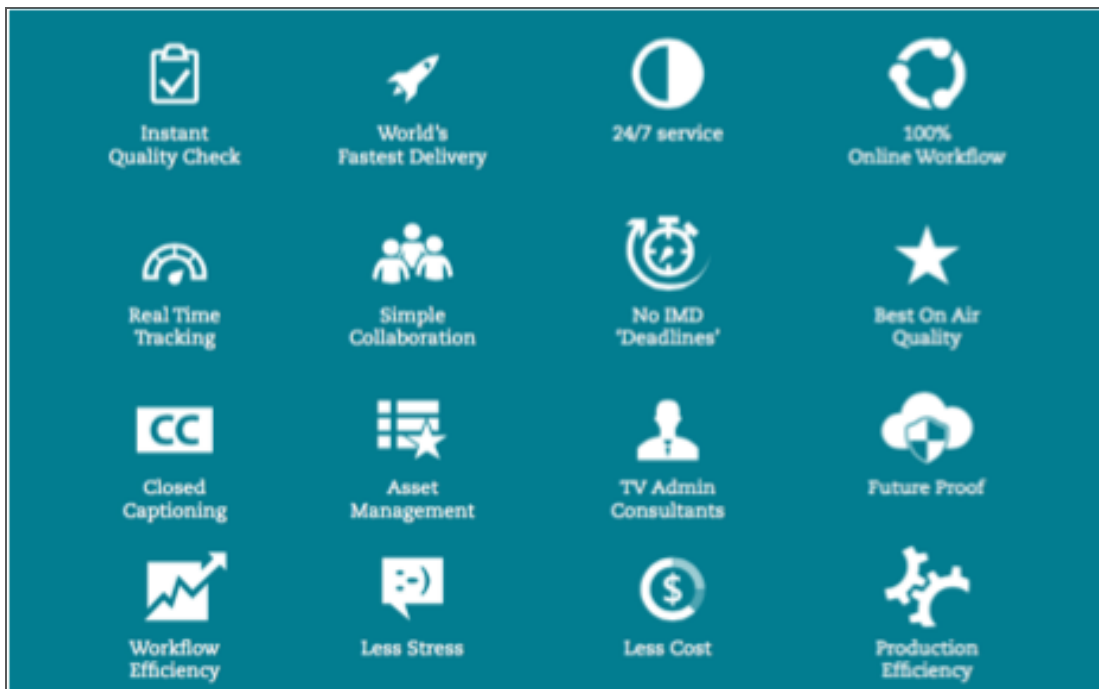 Instant
Quality Check
World's
Fastest Delivery
24/7 service
100%
Online Workflow
Real Time
Tracking
Simple
Collaboration
No IMD
'Deadlines'
Best On Air
Quality
CC
Closed
Captioning
Asset
Management
TV Admin
Consultants
Future Proof
Workflow
Efficiency
:-)
Less Stress
$
Less Cost
Production
Efficiency